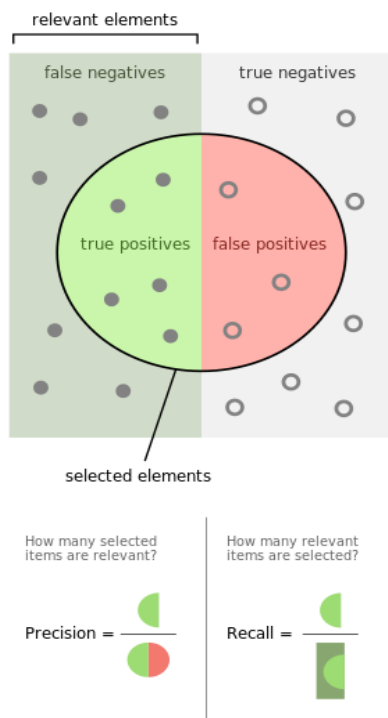 relevant elements
false negatives
true negatives
true positives
false positives
selected elements
How many selected
items are relevant?
How many relevant
items are selected?
Precision =
Recall =